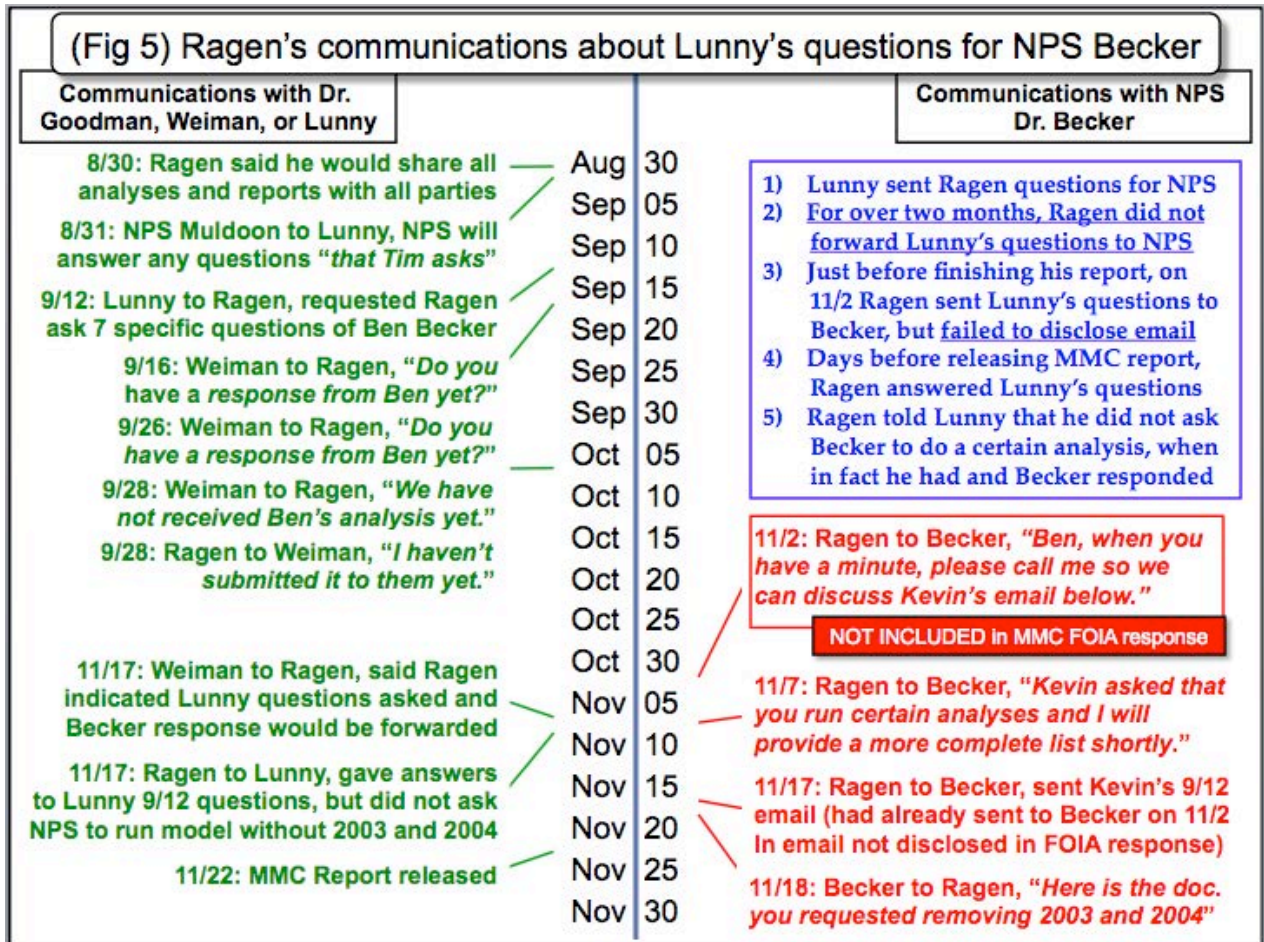 (Fig 5) Ragen's communications about Lunny's questions for NPS Becker
Communications with Dr.
Goodman, Weiman, or Lunny
Communications with NPS
Dr. Becker
8/30: Ragen said he would share all
analyses and reports with all parties
8/31: NPS Muldoon to Lunny, NPS will
answer any questions "that Tim asks"
9/12: Lunny to Ragen, requested Ragen
ask 7 specific questions of Ben Becker
9/16: Weiman to Ragen, "Do you
have a response from Ben yet?"
9/26: Weiman to Ragen, "Do you
have a response from Ben yet?"
9/28: Weiman to Ragen, "We have
not received Ben's analysis yet."
9/28: Ragen to Weiman, "I haven't
submitted it to them yet."
11/17: Weiman to Ragen, said Ragen
indicated Lunny questions asked and
Becker response would be forwarded
11/17: Ragen to Lunny, gave answers
to Lunny 9/12 questions, but did not ask
NPS to run model without 2003 and 2004
11/22: MMC Report released
Aug 30
Sep 05
Sep 10
Sep 15
Sep 20
Sep 25
Sep 30
Oct 05
Oct 10
Oct 15
Oct 20
Oct 25
Oct 30
Nov 05
Nov 10
Nov 15
Nov 20
Nov 25
Nov 30
1) Lunny sent Ragen questions for NPS
2) For over two months, Ragen did not
forward Lunny's questions to NPS
3) Just before finishing his report, on
11/2 Ragen sent Lunny's questions to
Becker, but failed to disclose email
4) Days before releasing MMC report,
Ragen answered Lunny's questions
5) Ragen told Lunny that he did not ask
Becker to do a certain analysis, when
in fact he had and Becker responded
11/2: Ragen to Becker, "Ben, when you
have a minute, please call me so we
can discuss Kevin's email below."
NOT INCLUDED in MMC FOIA response
11/7: Ragen to Becker, "Kevin asked that
you run certain analyses and I will
provide a more complete list shortly."
11/17: Ragen to Becker, sent Kevin's 9/12
email (had already sent to Becker on 11/2
In email not disclosed in FOIA response)
11/18: Becker to Ragen, "Here is the doc.
you requested removing 2003 and 2004"